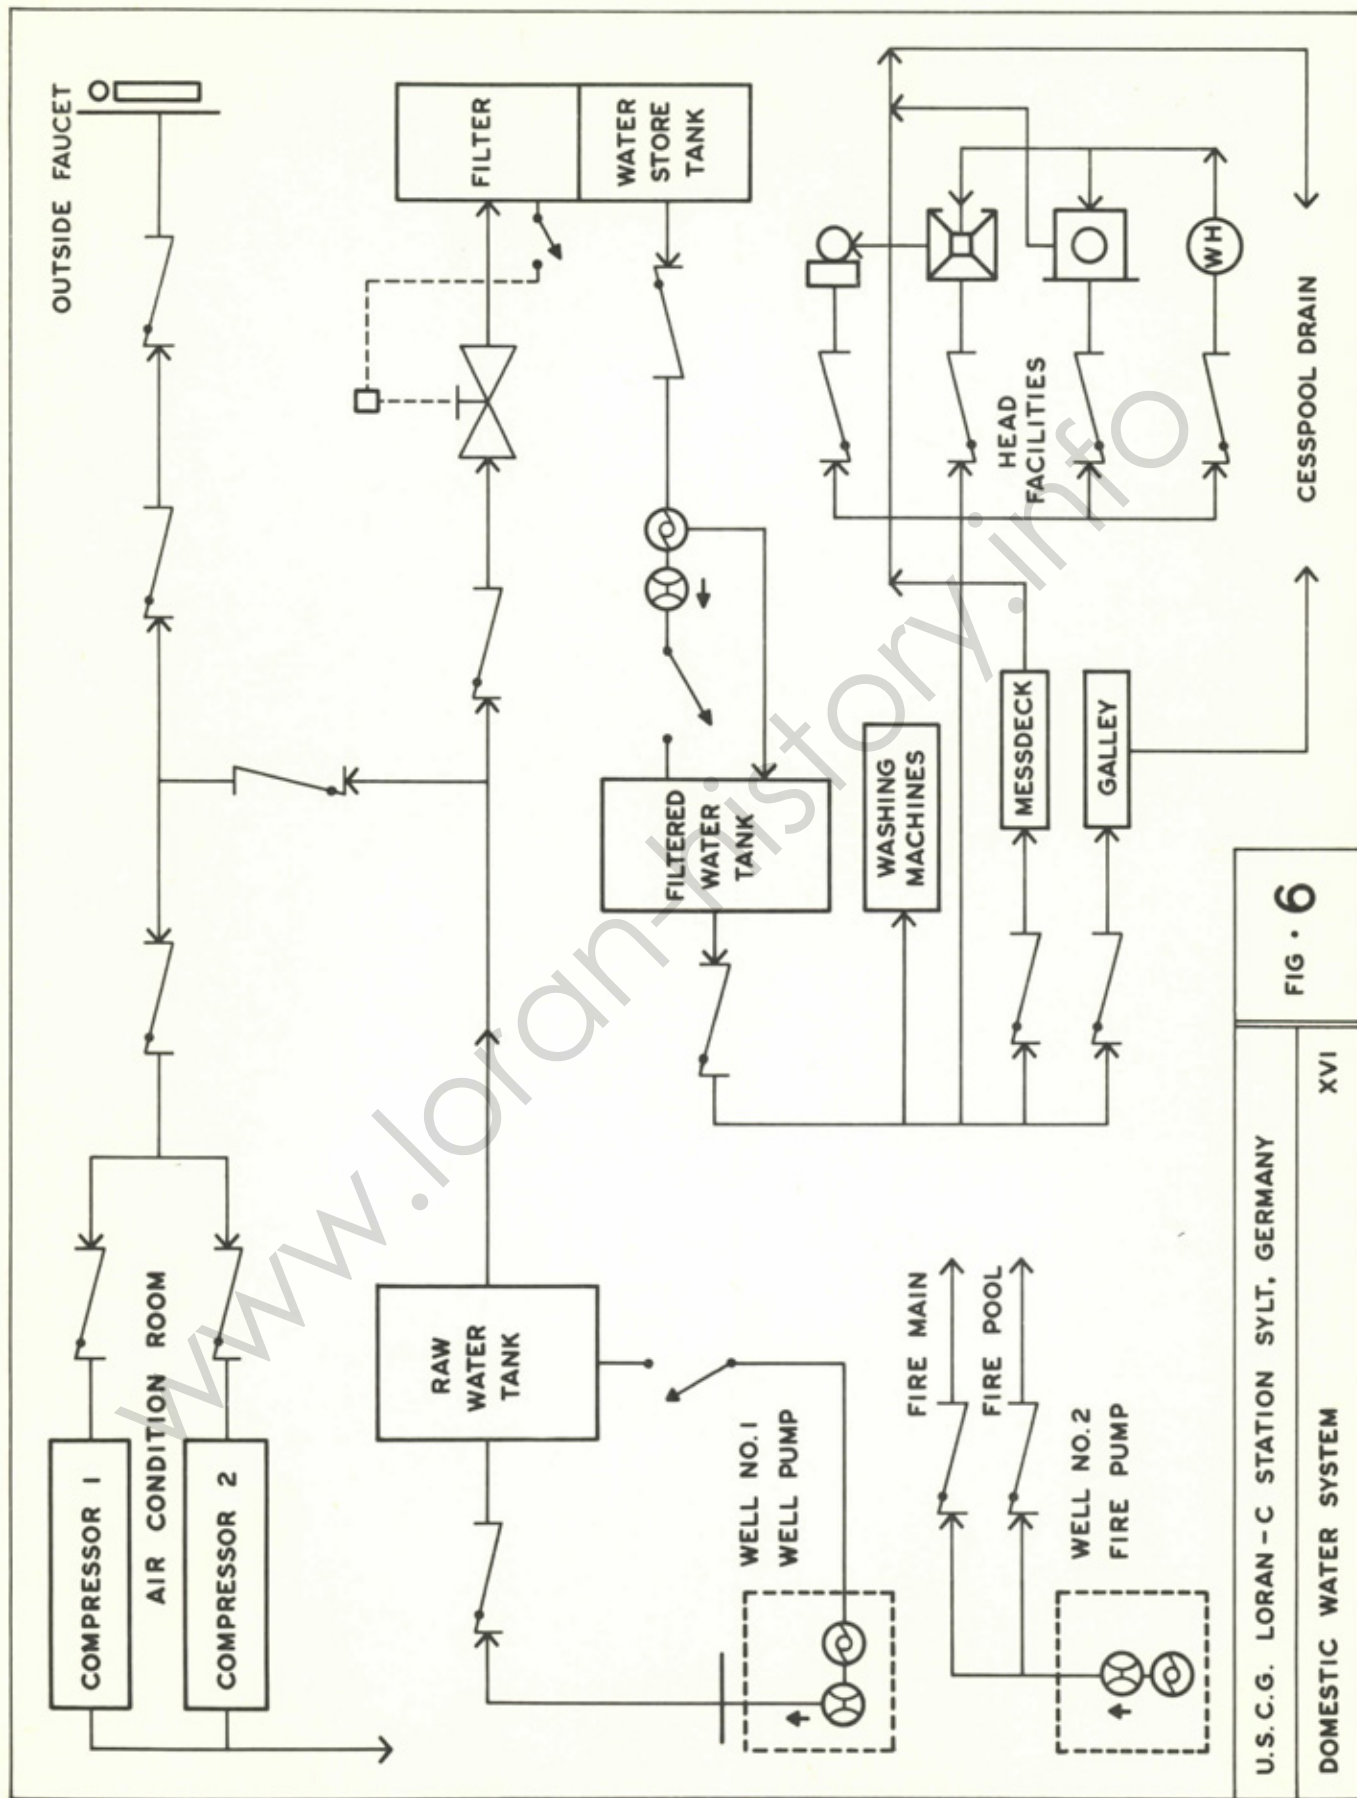 COMPRESSOR 1
AIR CONDITION ROOM
COMPRESSOR 2
OUTSIDE FAUCET
RAW
WATER
TANK
FILTER
WATER
STORE
TANK
WELL NO. 1
WELL PUMP
FILTERED
WATER
TANK
WASHING
MACHINES
FIRE MAIN
FIRE POOL
MESSDECK
GALLEY
HEAD
FACILITIES
WH
WELL NO. 2
FIRE PUMP
CESSPOOL DRAIN
U.S.C.G. LORAN-C STATION SYLT, GERMANY
FIG · 6
DOMESTIC WATER SYSTEM
XVI
www.loran-history.info